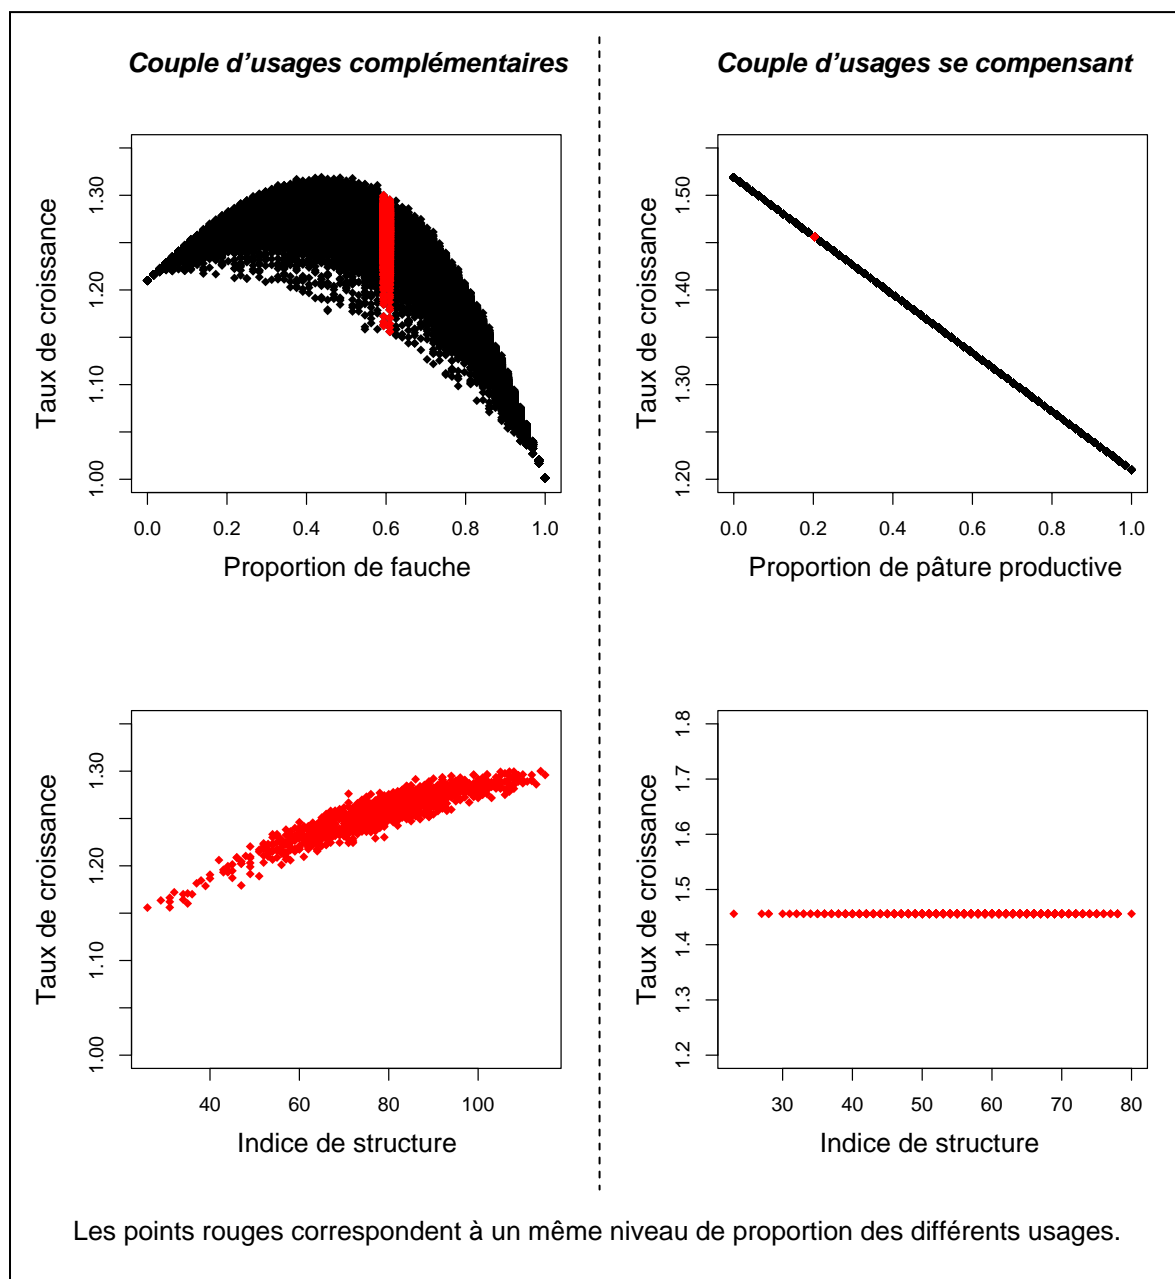 Couple d'usages complémentaires
Couple d'usages se compensant
Taux de croissance
1.00
1.10
1.20
1.30
0.0 0.2 0.4 0.6 0.8 1.0
Proportion de fauche
Taux de croissance
1.20
1.30
1.40
1.50
0.0 0.2 0.4 0.6 0.8 1.0
Proportion de pâture productive
Taux de croissance
1.00
1.10
1.20
1.30
40 60 80 100
Indice de structure
Taux de croissance
1.2
1.3
1.4
1.5
1.6
1.7
1.8
30 40 50 60 70 80
Indice de structure
Les points rouges correspondent à un même niveau de proportion des différents usages.